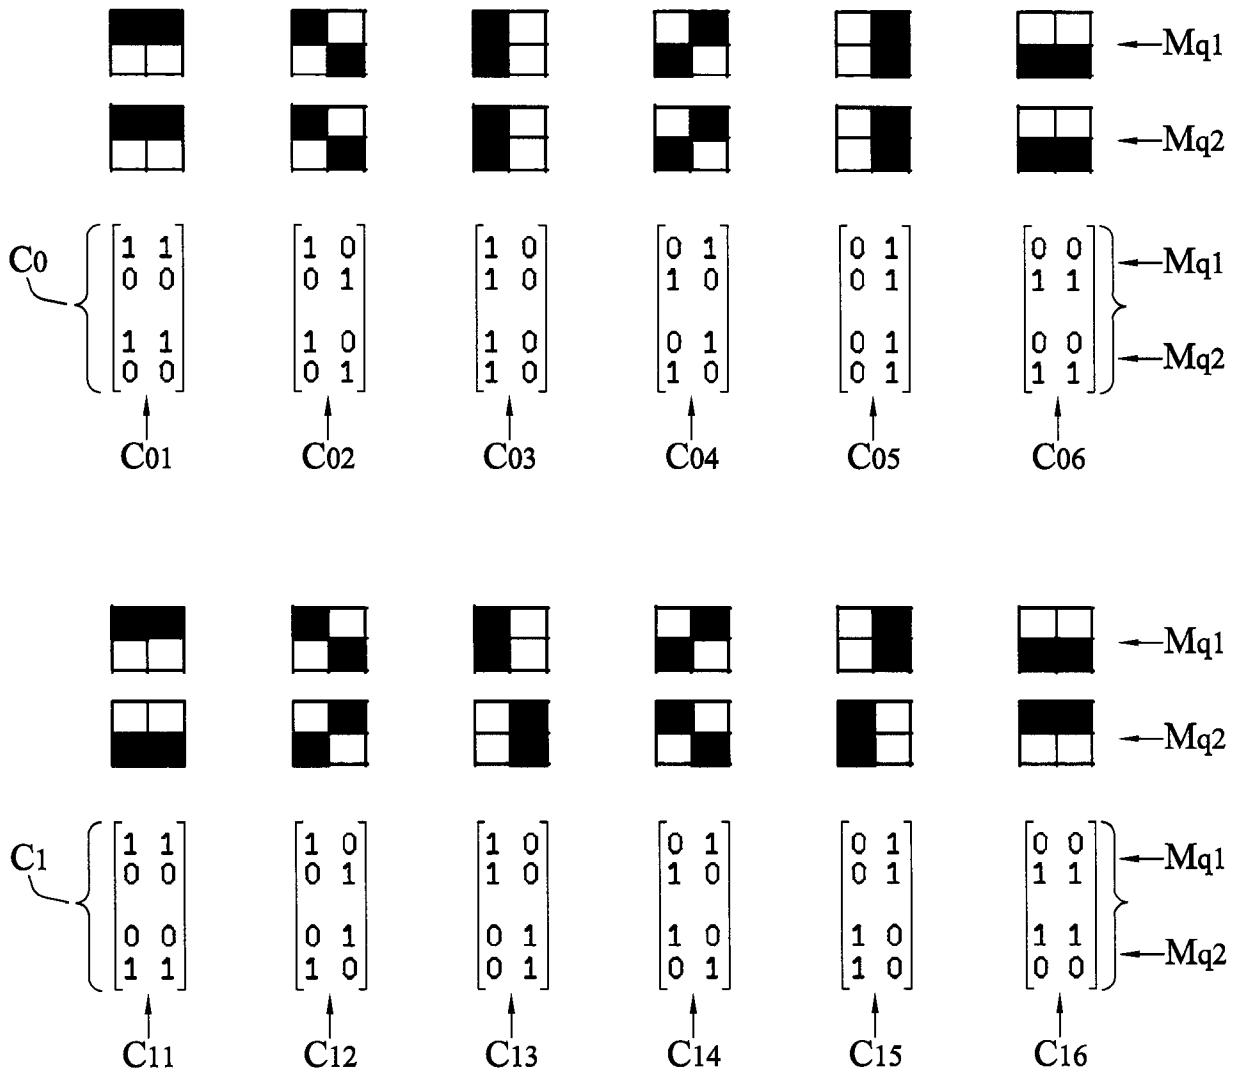 Mq1
Mq2
C0
1 1 1 0 1 0 0 1 0 1 0 0 Mq1
0 0 0 1 1 0 1 0 0 1 1 1
1 1 1 0 1 0 0 1 0 1 0 0 Mq2
0 0 0 1 1 0 1 0 0 1 1 1
C01 C02 C03 C04 C05 C06
Mq1
Mq2
C1
1 1 1 0 1 0 0 1 0 1 0 0 Mq1
0 0 0 1 1 0 1 0 0 1 1 1
0 0 0 1 0 1 1 0 1 0 1 1 Mq2
1 1 1 0 0 1 0 1 1 0 0 0
C11 C12 C13 C14 C15 C16